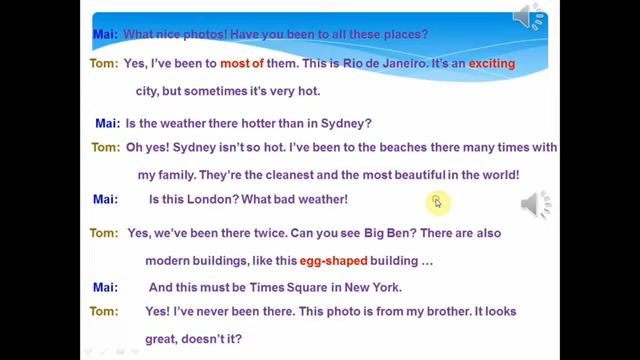 Mai: What nice photos! Have you been to all these places?
Tom: Yes, I've been to most of them. This is Rio de Janeiro. It's an exciting
city, but sometimes it's very hot.
Mai: Is the weather there hotter than in Sydney?
Tom: Oh yes! Sydney isn't so hot. I've been to the beaches there many times with
my family. They're the cleanest and the most beautiful in the world!
Mai: Is this London? What bad weather!
Tom: Yes, we've been there twice. Can you see Big Ben? There are also
modern buildings, like this egg-shaped building ...
Mai: And this must be Times Square in New York.
Tom: Yes! I've never been there. This photo is from my brother. It looks
great, doesn't it?